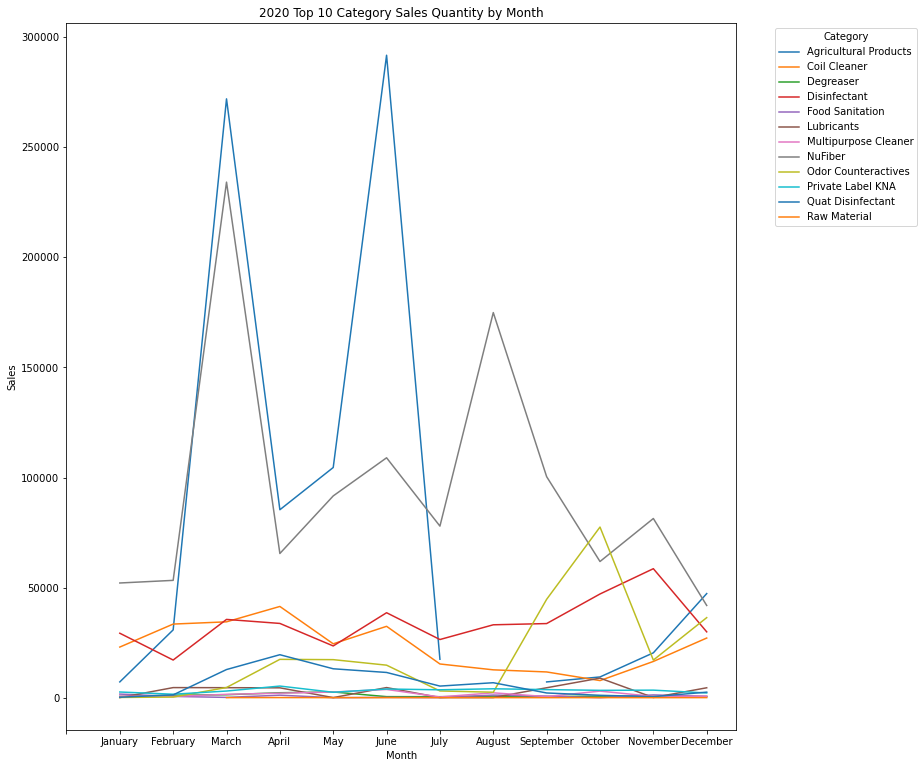 2020 Top 10 Category Sales Quantity by Month
300000
250000
200000
150000
100000
50000
0
Sales
January February March April May June July August September October November December
Month
Category
Agricultural Products
Coil Cleaner
Degreaser
Disinfectant
Food Sanitation
Lubricants
Multipurpose Cleaner
NuFiber
Odor Counteractives
Private Label KNA
Quat Disinfectant
Raw Material